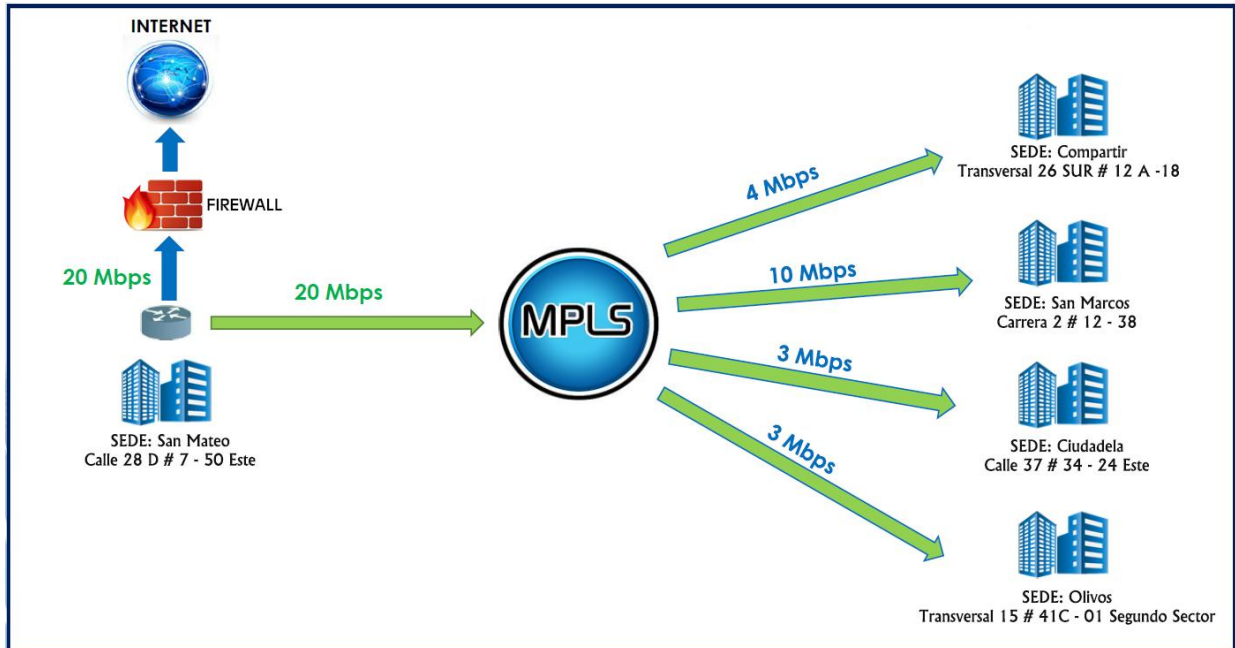 INTERNET
FIREWALL
20 Mbps
20 Mbps
SEDE: San Mateo
Calle 28 D # 7 - 50 Este
MPLS
4 Mbps
10 Mbps
3 Mbps
3 Mbps
SEDE: Compartir
Transversal 26 SUR # 12 A -18
SEDE: San Marcos
Carrera 2 # 12 - 38
SEDE: Ciudadela
Calle 37 # 34 - 24 Este
SEDE: Olivos
Transversal 15 # 41C - 01 Segundo Sector